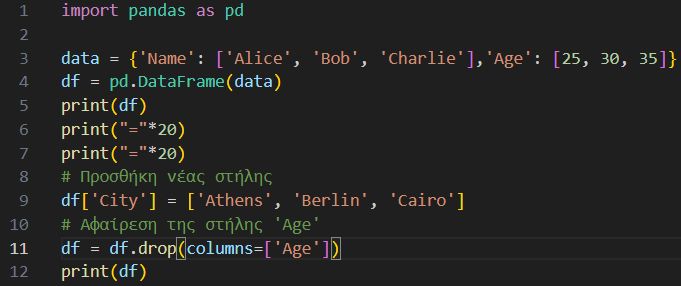 1 import pandas as pd
2
3 data = {'Name': ['Alice', 'Bob', 'Charlie'],'Age': [25, 30, 35]}
4 df = pd.DataFrame(data)
5 print(df)
6 print("="*20)
7 print("="*20)
8 # Προσθήκη νέας στήλης
9 df['City'] = ['Athens', 'Berlin', 'Cairo']
10 # Αφαίρεση της στήλης 'Age'
11 df = df.drop(columns=['Age'])
12 print(df)